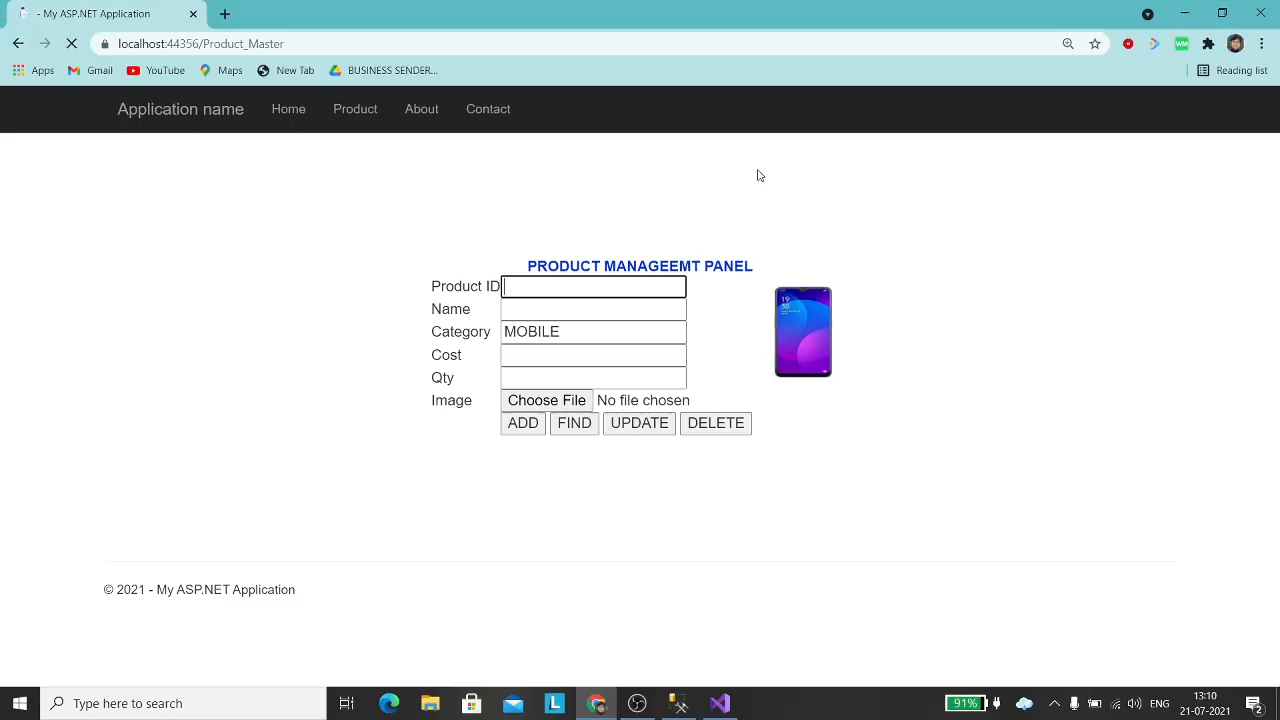 - My ASP.NET Application
localhost:44356/Product_Master
Apps Gmail YouTube Maps New Tab BUSINESS SENDER... Reading list
Application name Home Product About Contact
PRODUCT MANAGEEMT PANEL
Product ID
Name
Category MOBILE
Cost
Qty
Image Choose File No file chosen
ADD FIND UPDATE DELETE
19
30
© 2021 - My ASP.NET Application
Type here to search
91%
ENG
13:10
21-07-2021
2